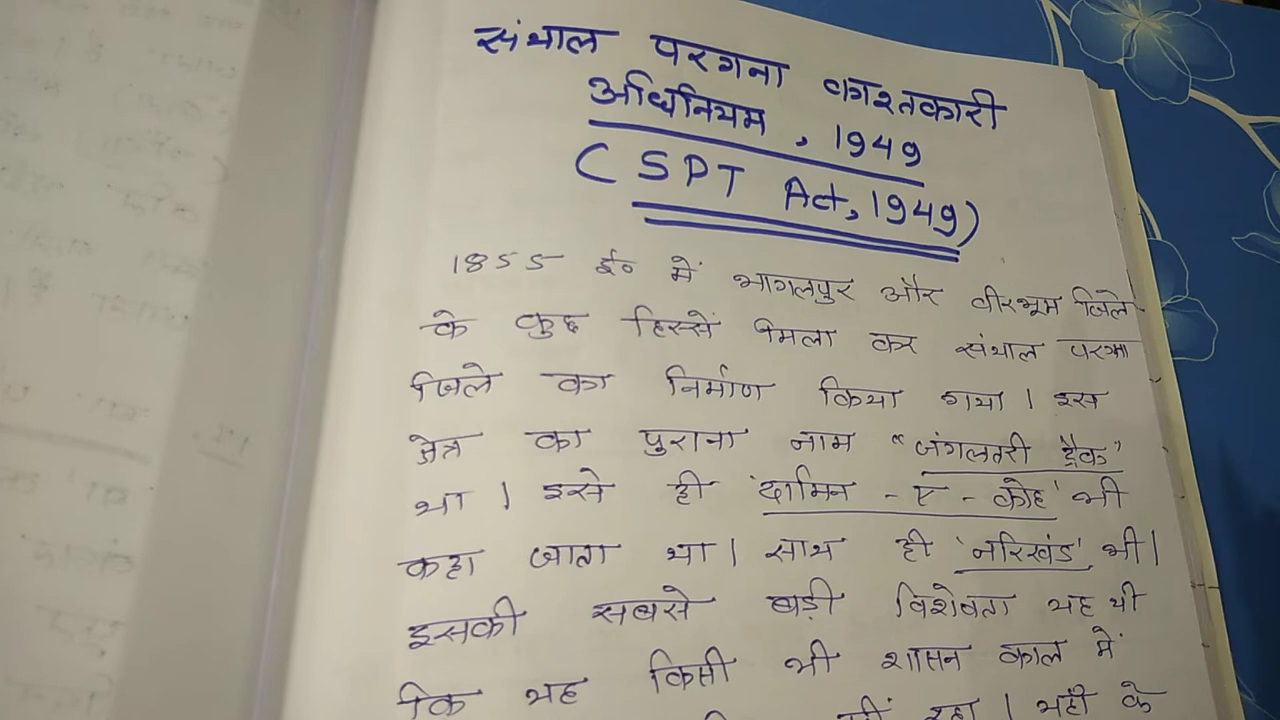 संथाल परगना काश्तकारी
अधिनियम, 1949
(SPT Act, 1949)
1855 ई० में भागलपुर और वीरभूम जिले
के कुछ हिस्सें मिला कर संथाल परगना
जिले का निर्माण किया गया। इस
क्षेत्र का पुराना नाम "जंगलतरी ट्रैक"
था। इसे ही 'दामिन-ए-कोह' भी
कहा जाता था। साथ ही 'नरिखंड' भी।
इसकी सबसे बड़ी विशेषता यह थी
कि यह किसी भी शासन काल में
रहा। यहाँ के